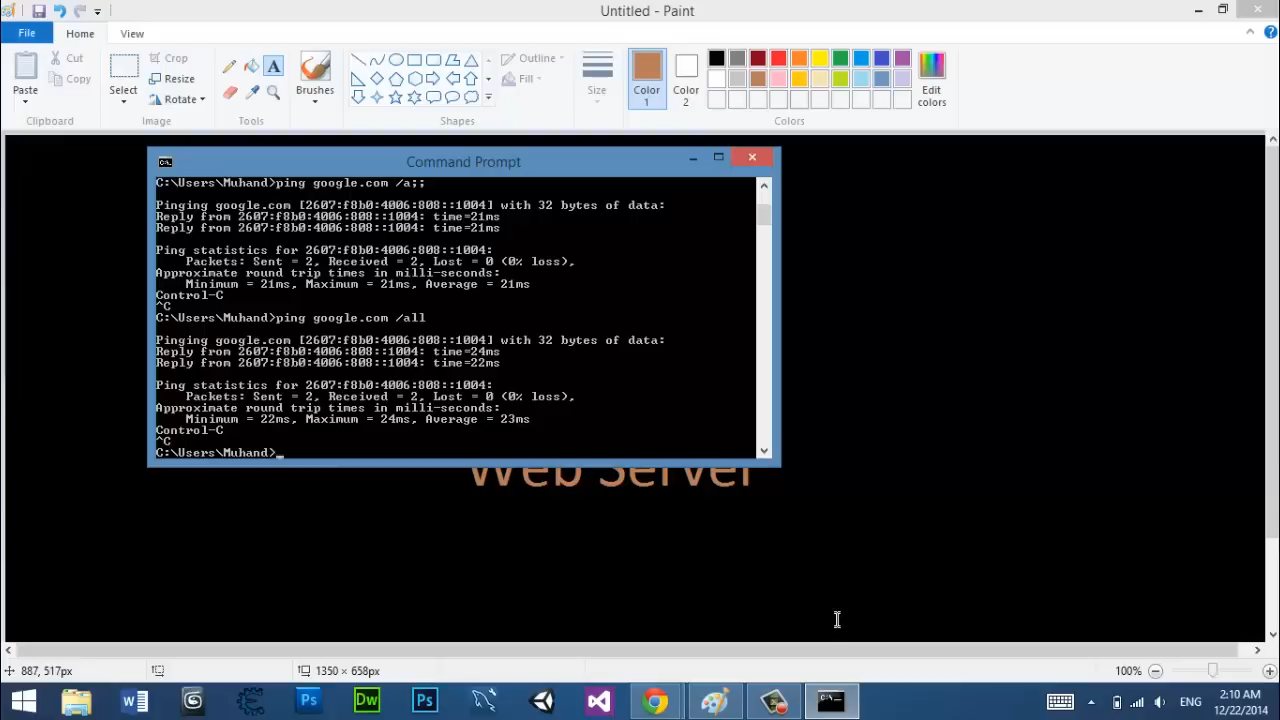 Untitled - Paint
File Home View
Paste
Cut
Copy
Clipboard
Select
Crop
Resize
Rotate
Image
A
Tools
Brushes
Shapes
Outline
Fill
Size
Color 1
Color 2
Edit colors
Colors
Command Prompt
C:\Users\Muhand>ping google.com /a;;
Pinging google.com [2607:f8b0:4006:808::1004] with 32 bytes of data:
Reply from 2607:f8b0:4006:808::1004: time=21ms
Reply from 2607:f8b0:4006:808::1004: time=21ms
Ping statistics for 2607:f8b0:4006:808::1004:
Packets: Sent = 2, Received = 2, Lost = 0 (0% loss),
Approximate round trip times in milli-seconds:
Minimum = 21ms, Maximum = 21ms, Average = 21ms
Control-C
^C
C:\Users\Muhand>ping google.com /all
Pinging google.com [2607:f8b0:4006:808::1004] with 32 bytes of data:
Reply from 2607:f8b0:4006:808::1004: time=24ms
Reply from 2607:f8b0:4006:808::1004: time=22ms
Ping statistics for 2607:f8b0:4006:808::1004:
Packets: Sent = 2, Received = 2, Lost = 0 (0% loss),
Approximate round trip times in milli-seconds:
Minimum = 22ms, Maximum = 24ms, Average = 23ms
Control-C
^C
C:\Users\Muhand>_
Web Server
887, 517px
1350 × 658px
100%
Ps
Dw
Ps
ENG
2:10 AM
12/22/2014